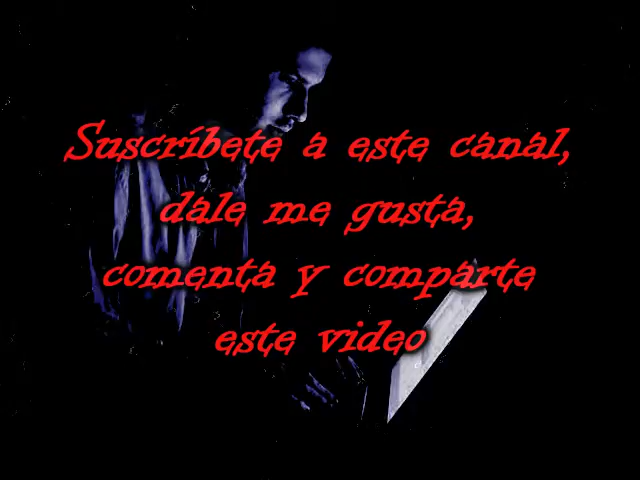 Suscríbete a este canal,
dale me gusta,
comenta y comparte
este video